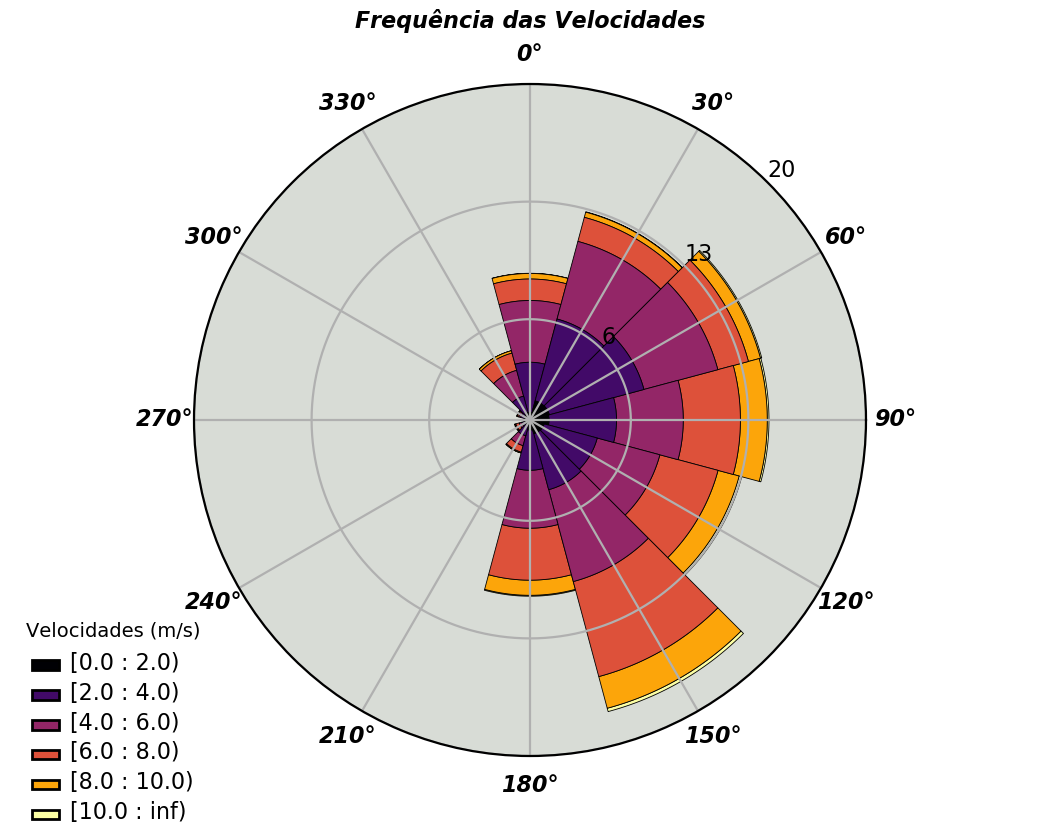 Frequência das Velocidades
0°
330°
30°
20
300°
60°
13
6
270°
90°
240°
120°
210°
150°
180°
Velocidades (m/s)
[0.0 : 2.0)
[2.0 : 4.0)
[4.0 : 6.0)
[6.0 : 8.0)
[8.0 : 10.0)
[10.0 : inf)